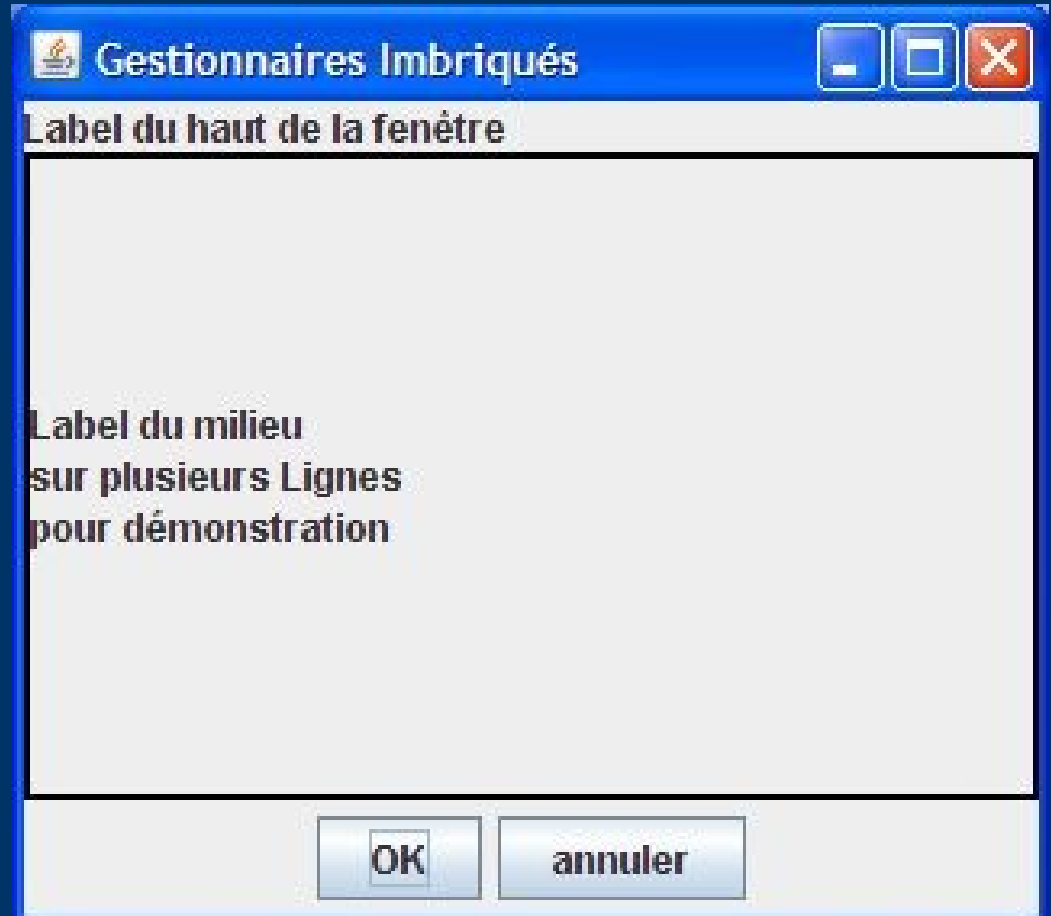 Gestionnaires Imbriqués
Label du haut de la fenêtre
Label du milieu
sur plusieurs Lignes
pour démonstration
OK annuler